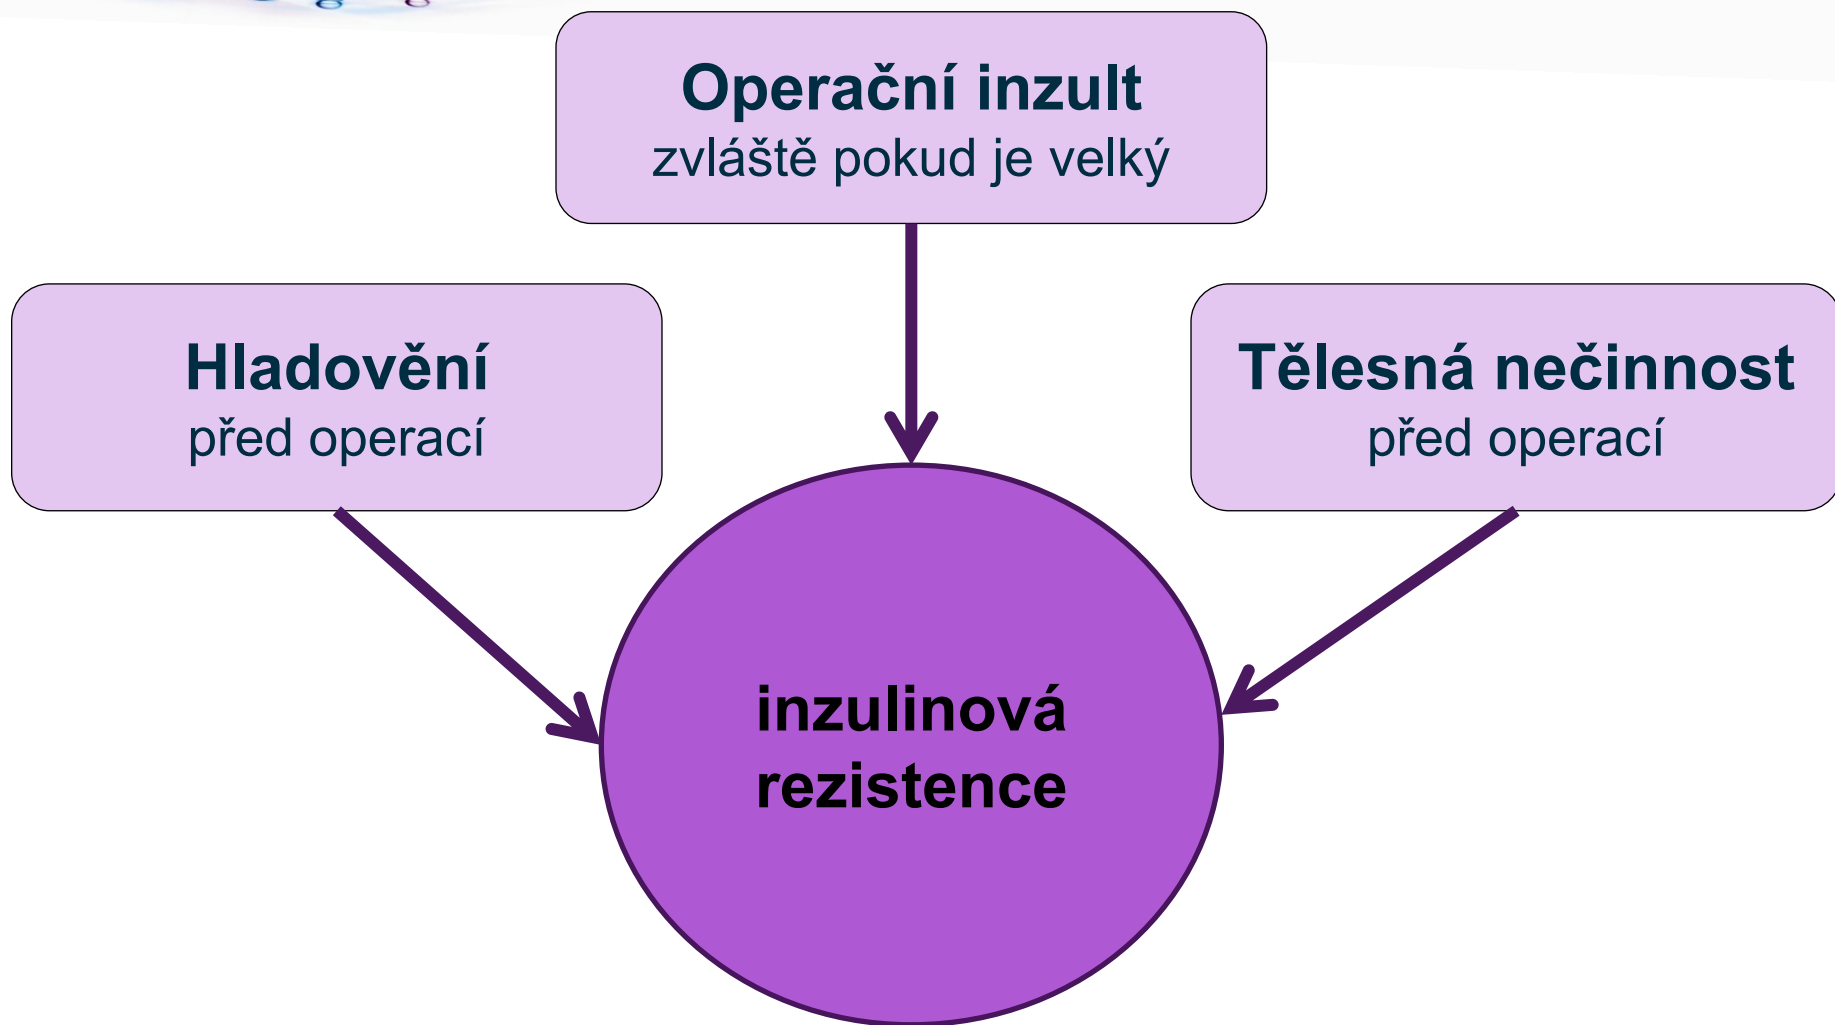 Operační inzult
zvláště pokud je velký
Hladovění
před operací
Tělesná nečinnost
před operací
inzulinová
rezistence